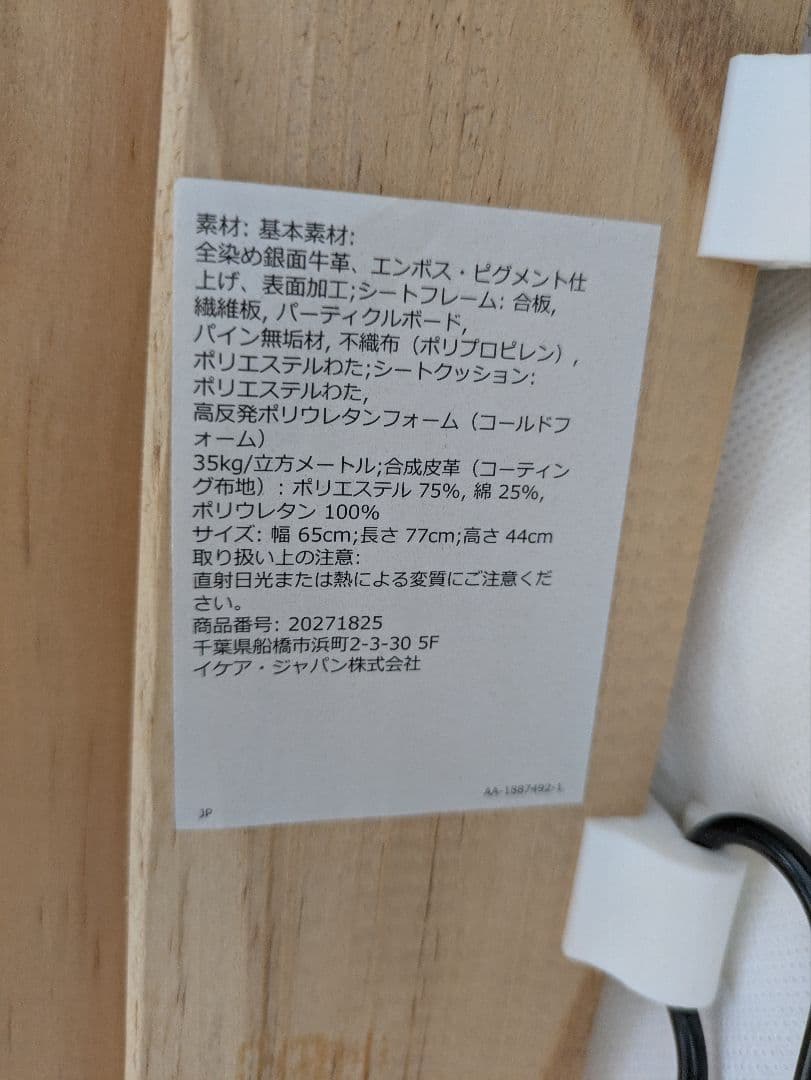 素材: 基本素材:
全染め銀面牛革、エンボス・ピグメント仕
上げ、表面加工;シートフレーム: 合板,
繊維板, パーティクルボード,
パイン無垢材, 不織布（ポリプロピレン）,
ポリエステルわた;シートクッション:
ポリエステルわた,
高反発ポリウレタンフォーム（コールドフ
ォーム）
35kg/立方メートル;合成皮革（コーティン
グ布地）: ポリエステル 75%, 綿 25%,
ポリウレタン 100%
サイズ: 幅 65cm;長さ 77cm;高さ 44cm
取り扱い上の注意:
直射日光または熱による変質にご注意くだ
さい。
商品番号: 20271825
千葉県船橋市浜町2-3-30 5F
イケア・ジャパン株式会社
AA-1887492-1
JP